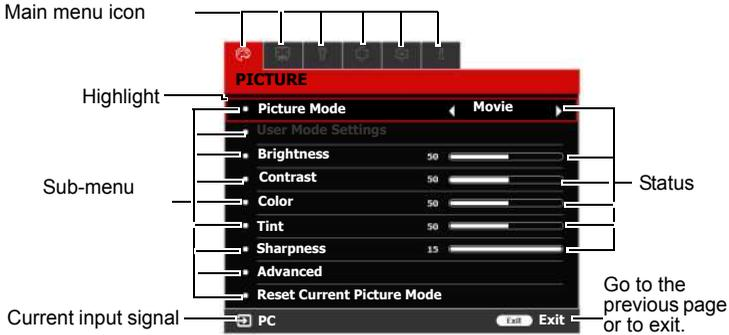 Main menu icon
PICTURE
Highlight
Picture Mode Movie
User Mode Settings
Brightness 50
Contrast 50
Sub-menu
Status
Color 50
Tint 50
Sharpness 15
Advanced
Reset Current Picture Mode
Go to the
previous page
or to exit.
Current input signal
PC
Exit Exit